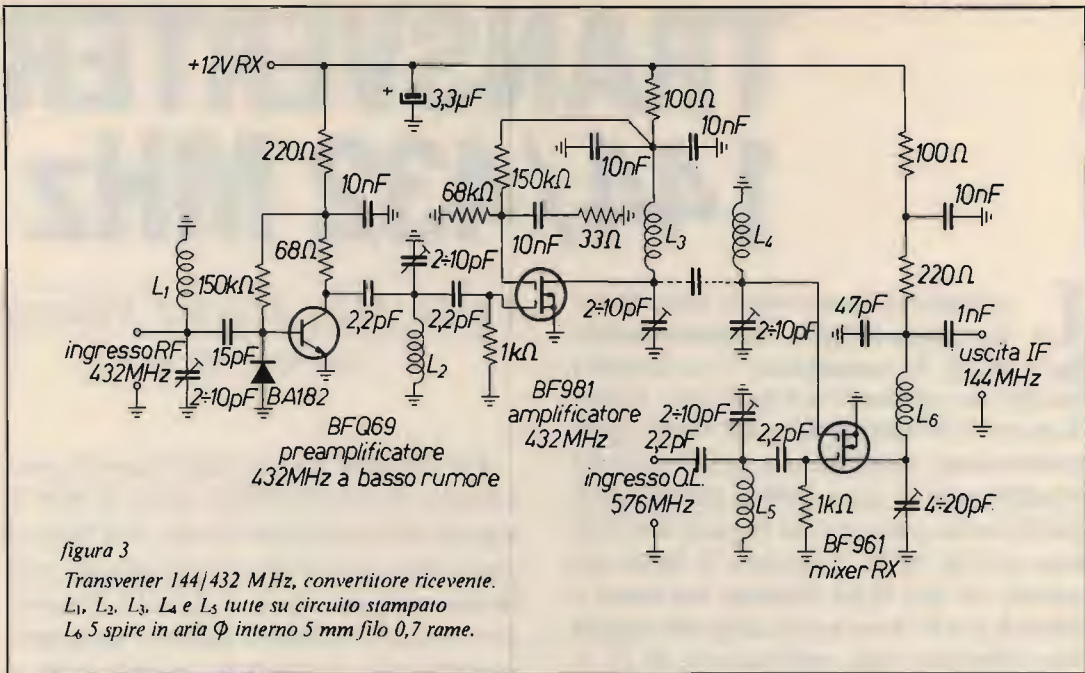 +12V RX
+
3,3µF
100Ω
10nF
10nF
100Ω
220Ω
10nF
150kΩ
68kΩ
10nF
33Ω
10nF
L₃
L₄
220Ω
L₁
150kΩ
68Ω
2÷10pF
2,2pF
2,2pF
2÷10pF
2÷10pF
47pF
1nF
ingresso RF
432MHz
15pF
2÷10pF
BA182
L₂
1kΩ
uscita IF
144MHz
BFQ69
preamplificatore
432MHz a basso rumore
BF981
amplificatore
432MHz
2÷10pF
2,2pF
2,2pF
L₆
ingresso O.L.
576MHz
L₅
1kΩ
4÷20pF
BF961
mixer RX
figura 3
Transverter 144/432 MHz, convertitore ricevente.
L₁, L₂, L₃, L₄ e L₅ tutte su circuito stampato
L₆ 5 spire in aria Φ interno 5 mm filo 0,7 rame.